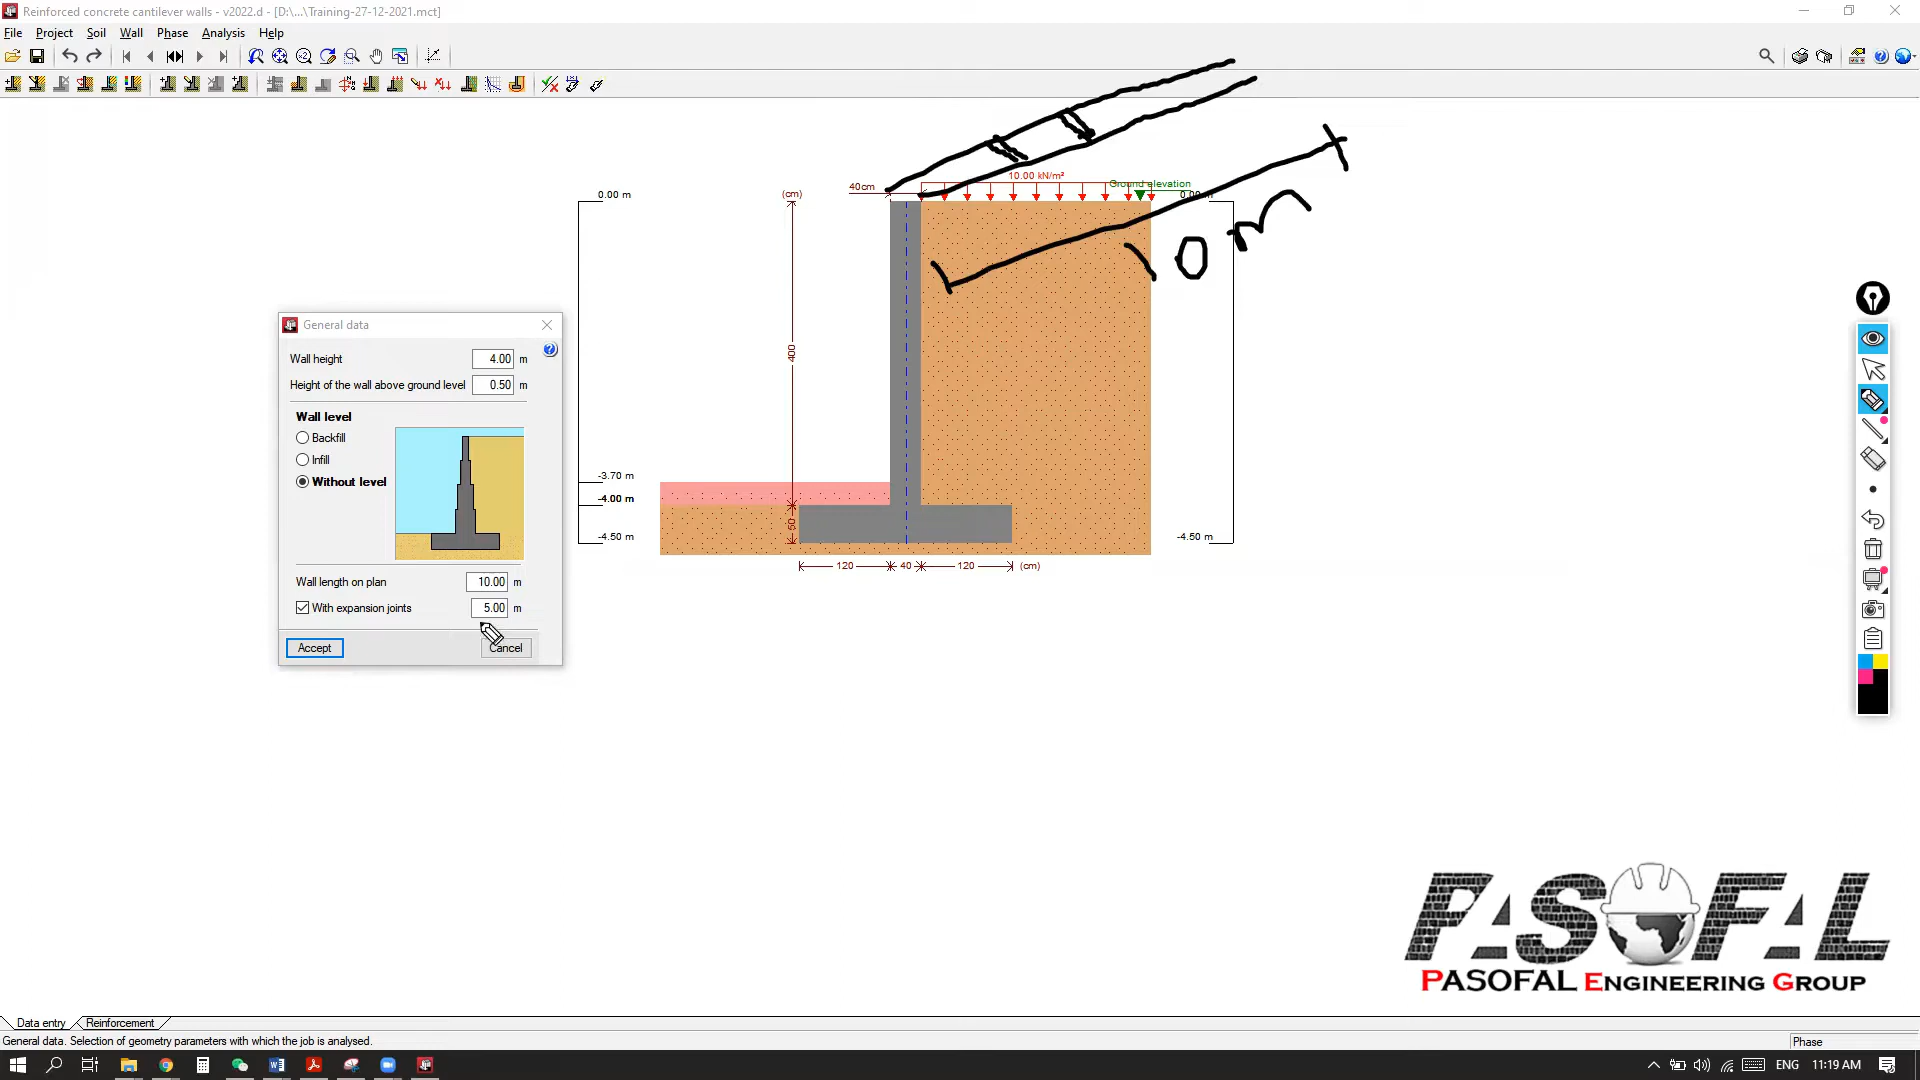 Reinforced concrete cantilever walls - v2022.d - [D:\...\Training-27-12-2021.mct]
File Project Soil Wall Phase Analysis Help
0.00 m
(cm)
40cm
10.00 kN/m²
Ground elevation
10 m
General data
Wall height 4.00 m
Height of the wall above ground level 0.50 m
Wall level
Backfill
Infill
Without level
Wall length on plan 10.00 m
With expansion joints 5.00 m
Accept Cancel
400
-3.70 m
-4.00 m
50
-4.50 m
-4.50 m
120 40 120 (cm)
PASOFAL
PASOFAL ENGINEERING GROUP
Data entry Reinforcement
General data. Selection of geometry parameters with which the job is analysed.
Phase
ENG 11:19 AM